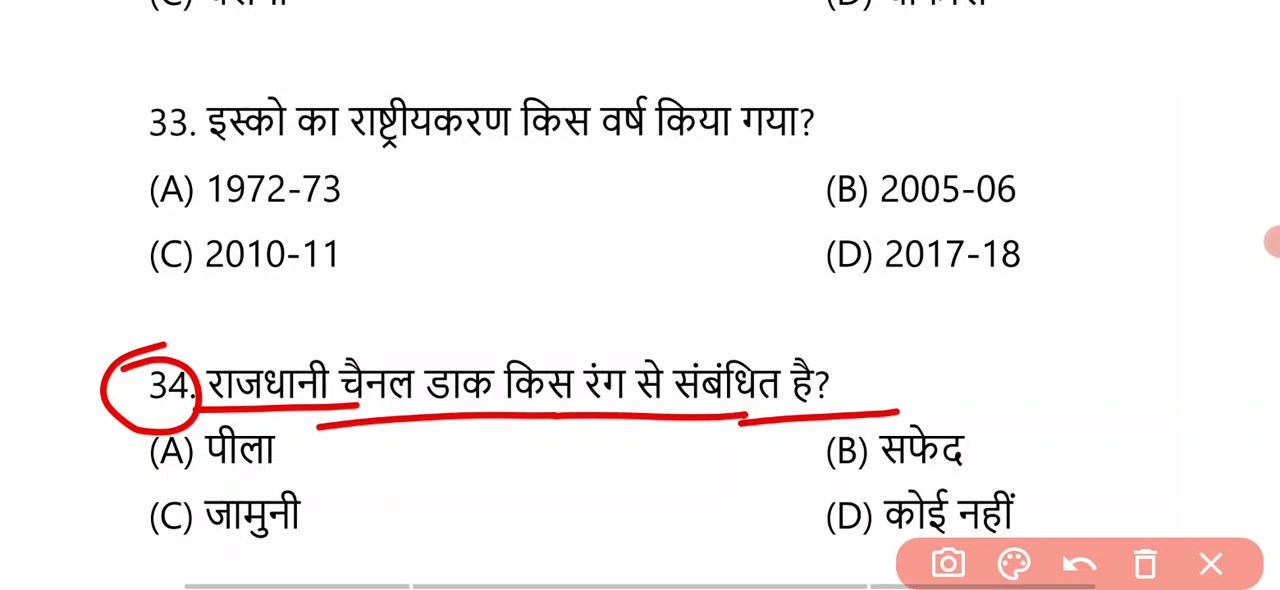 33. इस्को का राष्ट्रीयकरण किस वर्ष किया गया?
(A) 1972-73 (B) 2005-06
(C) 2010-11 (D) 2017-18
34. राजधानी चैनल डाक किस रंग से संबंधित है?
(A) पीला (B) सफेद
(C) जामुनी (D) कोई नहीं